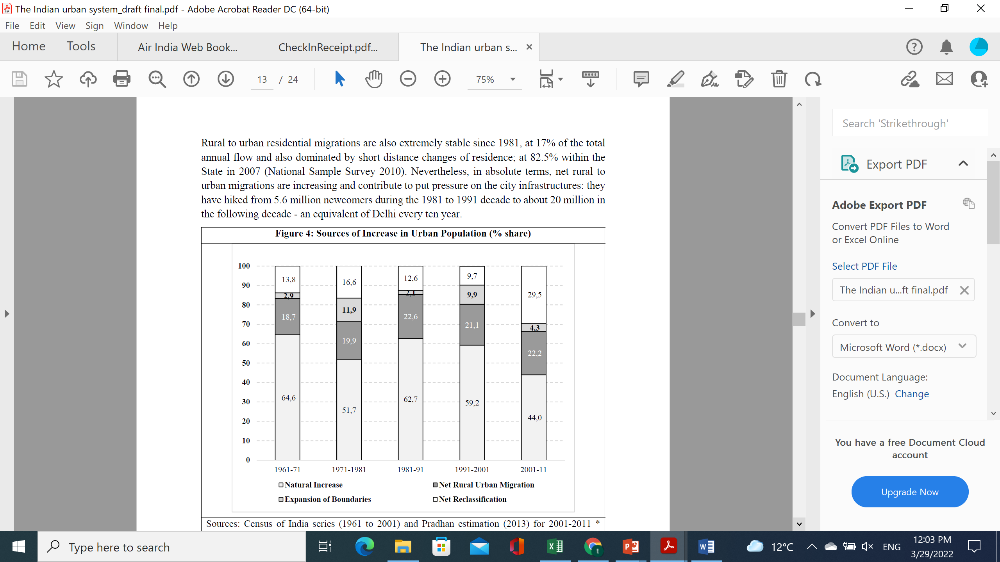 The Indian urban system_draft final.pdf - Adobe Acrobat Reader DC (64-bit)
File Edit View Sign Window Help
Home Tools Air India Web Book... CheckInReceipt.pdf... The Indian urban s...
13 / 24 75%
Rural to urban residential migrations are also extremely stable since 1981, at 17% of the total
annual flow and also dominated by short distance changes of residence; at 82.5% within the
State in 2007 (National Sample Survey 2010). Nevertheless, in absolute terms, net rural to
urban migrations are increasing and contribute to put pressure on the city infrastructures: they
have hiked from 5.6 million newcomers during the 1981 to 1991 decade to about 20 million in
the following decade - an equivalent of Delhi every ten year.
Figure 4: Sources of Increase in Urban Population (% share)
100
90
80
70
60
50
40
30
20
10
0
13,8
2,9
18,7
64,6
16,6
11,9
19,9
51,7
12,6
2,1
22,6
62,7
9,7
9,9
21,1
59,2
29,5
4,3
22,2
44,0
1961-71 1971-1981 1981-91 1991-2001 2001-11
Natural Increase Net Rural Urban Migration
Expansion of Boundaries Net Reclassification
Sources: Census of India series (1961 to 2001) and Pradhan estimation (2013) for 2001-2011 *
Search 'Strikethrough'
Export PDF
Adobe Export PDF
Convert PDF Files to Word
or Excel Online
Select PDF File
The Indian u...ft final.pdf
Convert to
Microsoft Word (*.docx)
Document Language:
English (U.S.) Change
You have a free Document Cloud
account
Upgrade Now
Type here to search
12°C
ENG
12:03 PM
3/29/2022